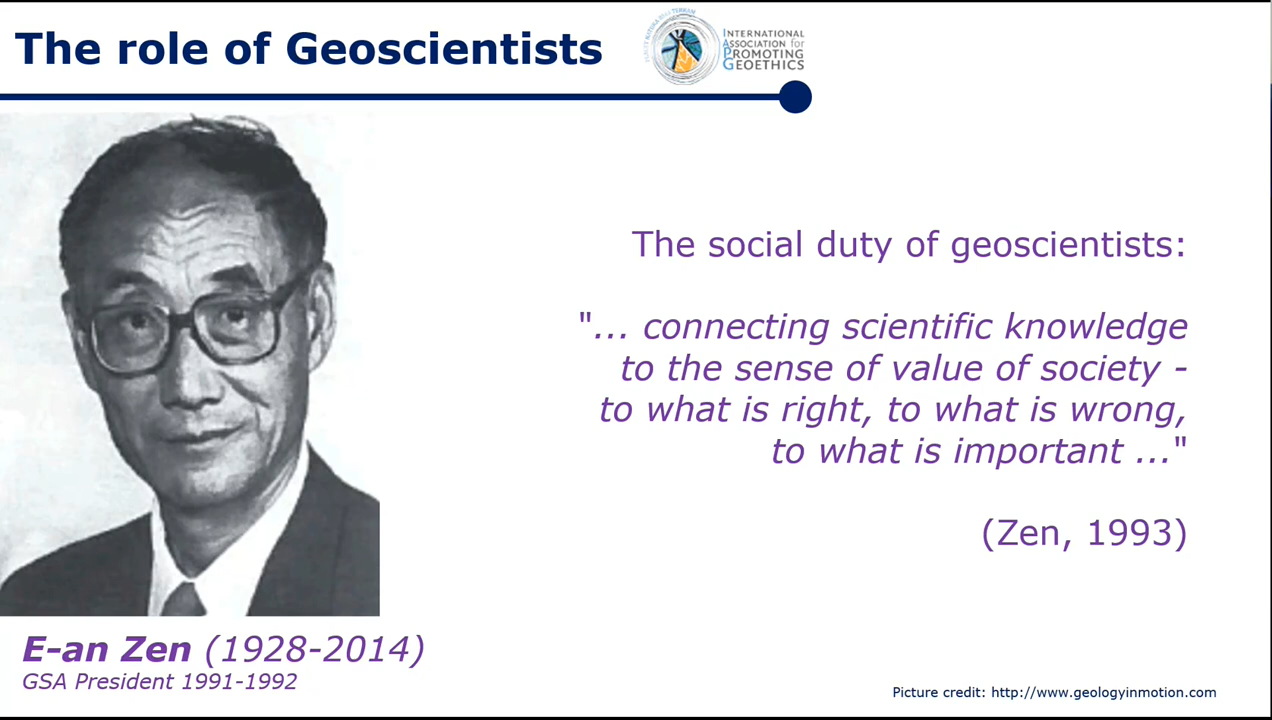 The role of Geoscientists
INTERNATIONAL
ASSOCIATION for
PROMOTING
GEOETHICS
The social duty of geoscientists:
"... connecting scientific knowledge
to the sense of value of society -
to what is right, to what is wrong,
to what is important ..."
(Zen, 1993)
E-an Zen (1928-2014)
GSA President 1991-1992
Picture credit: http://www.geologyinmotion.com